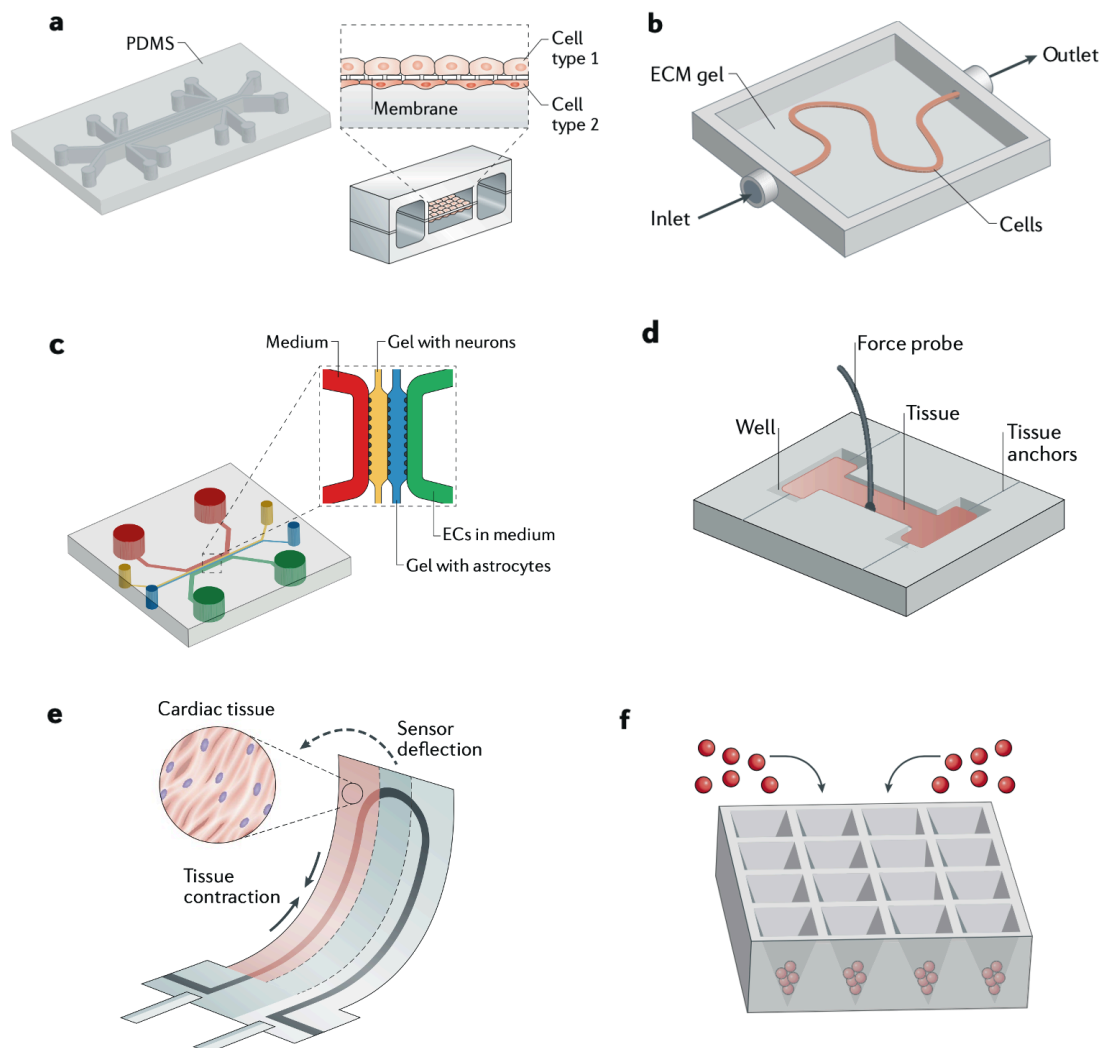 a
PDMS
Cell
type 1
Membrane
Cell
type 2
b
ECM gel
Outlet
Inlet
Cells
c
Medium
Gel with neurons
ECs in medium
Gel with astrocytes
d
Force probe
Well
Tissue
Tissue
anchors
e
Cardiac tissue
Sensor
deflection
Tissue
contraction
f